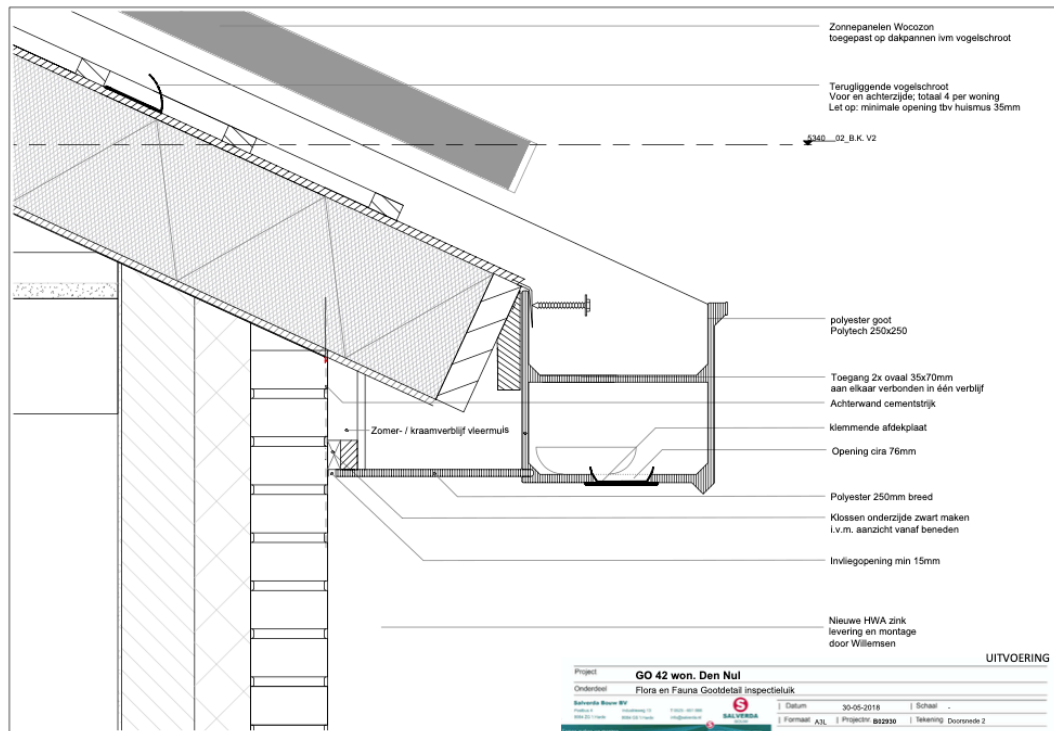 Zonnepanelen Wocozon
toegepast op dakpannen ivm vogelschroot
Terugliggende vogelschroot
Voor en achterzijde; totaal 4 per woning
Let op: minimale opening tbv huismus 35mm
5340__02_B.K. V2
polyester goot
Polytech 250x250
Toegang 2x ovaal 35x70mm
aan elkaar verbonden in één verblijf
Achterwand cementstrijk
Zomer- / kraamverblijf vleermuis
klemmende afdekplaat
Opening cira 76mm
Polyester 250mm breed
Klossen onderzijde zwart maken
i.v.m. aanzicht vanaf beneden
Invliegopening min 15mm
Nieuwe HWA zink
levering en montage
door Willemsen
UITVOERING
Project GO 42 won. Den Nul
Onderdeel Flora en Fauna Gootdetail inspectieluik
Salverda Bouw BV
SALVERDA
BOUW
Datum 30-05-2018 Schaal -
Formaat A3L Projectnr. B02930 Tekening Doorsnede 2